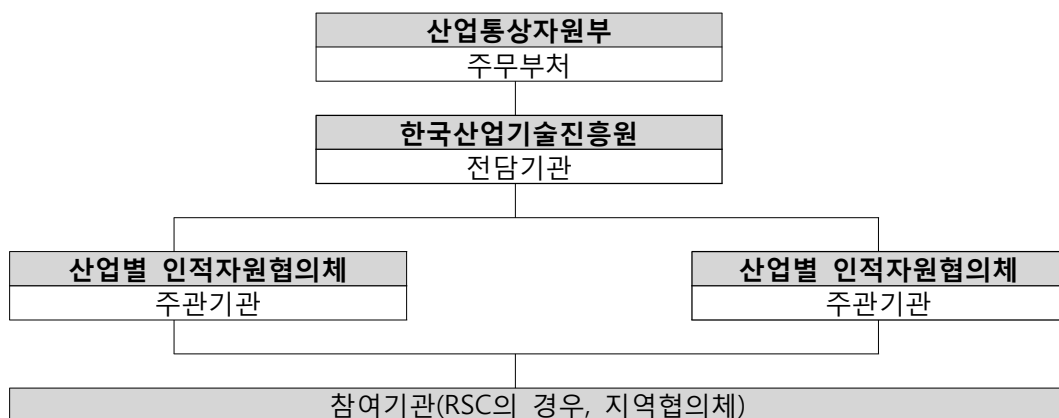 산업통상자원부
주무부처
한국산업기술진흥원
전담기관
산업별 인적자원협의체
주관기관
산업별 인적자원협의체
주관기관
참여기관(RSC의 경우, 지역협의체)